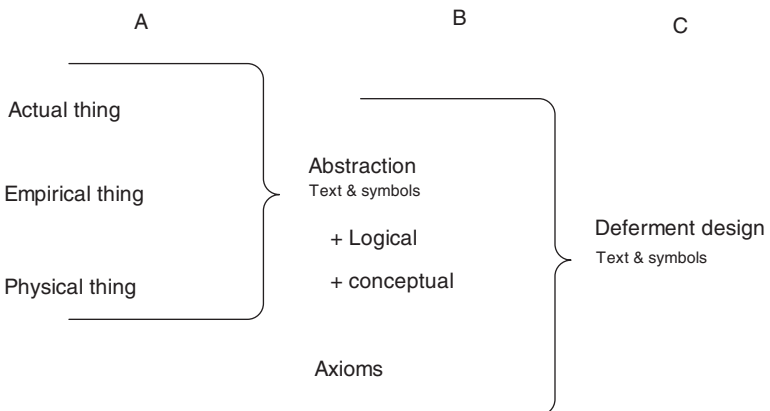 A
B
C
Actual thing
Empirical thing
Physical thing
Abstraction
Text & symbols
+ Logical
+ conceptual
Axioms
Deferment design
Text & symbols